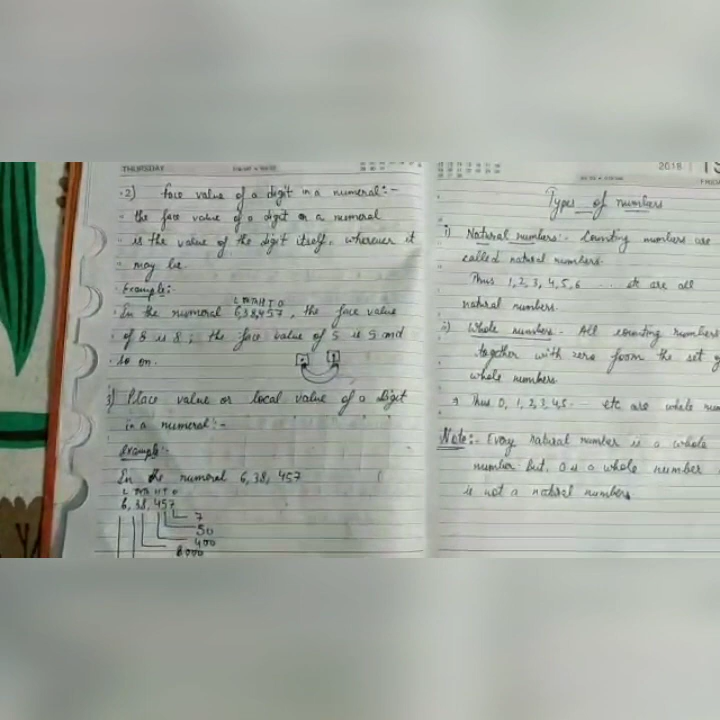 THURSDAY
2) face value of a digit in a numeral:-
the face value of a digit in a numeral
is the value of the digit itself, wherever it
may be.
Example:-
L TTh Th H T O
In the numeral 6,38,457, the face value
of 8 is 8; the face value of 5 is 5 and
so on.
3) Place value or local value of a digit
in a numeral:-
Example:-
In the numeral 6,38,457
L TTh Th H T O
6,38,457
7
50
400
8000
2018
Types of numbers
i) Natural numbers:- Counting numbers are
called natural numbers.
Thus 1,2,3,4,5,6 ... etc are all
natural numbers.
ii) Whole numbers- All counting numbers
together with zero foom the set of
whole numbers.
Thus 0,1,2,3,4,5.. etc are whole
Note:- Every natural number is a whole
number. but, 0 is a whole number
is not a natural numbers